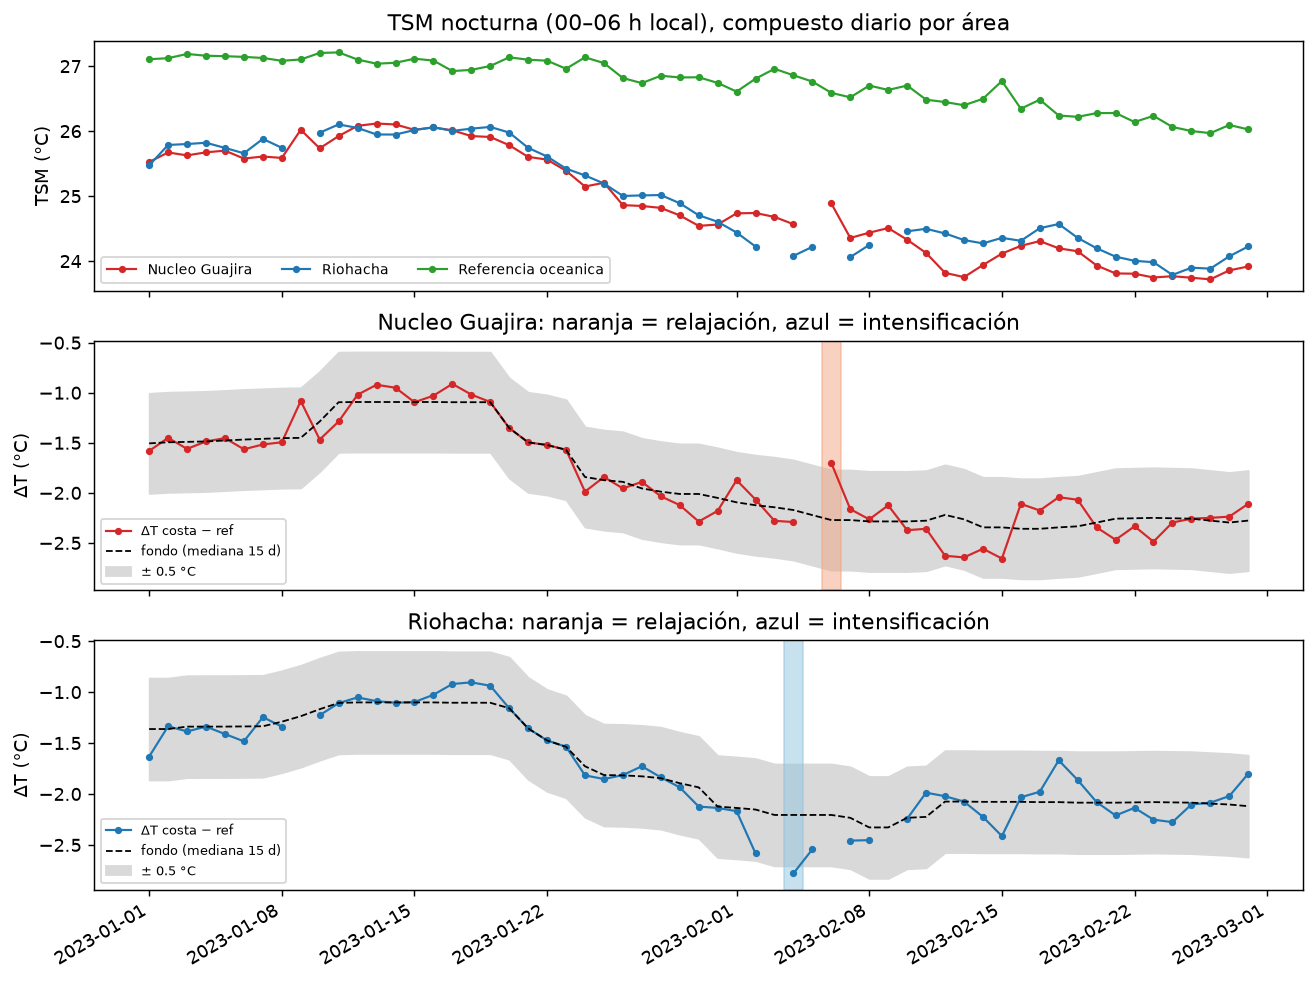 TSM nocturna (00–06 h local), compuesto diario por área
TSM (°C)
27
26
25
24
Nucleo Guajira
Riohacha
Referencia oceanica
Nucleo Guajira: naranja = relajación, azul = intensificación
ΔT (°C)
−0.5
−1.0
−1.5
−2.0
−2.5
ΔT costa − ref
fondo (mediana 15 d)
± 0.5 °C
Riohacha: naranja = relajación, azul = intensificación
ΔT (°C)
−0.5
−1.0
−1.5
−2.0
−2.5
ΔT costa − ref
fondo (mediana 15 d)
± 0.5 °C
2023-01-01
2023-01-08
2023-01-15
2023-01-22
2023-02-01
2023-02-08
2023-02-15
2023-02-22
2023-03-01